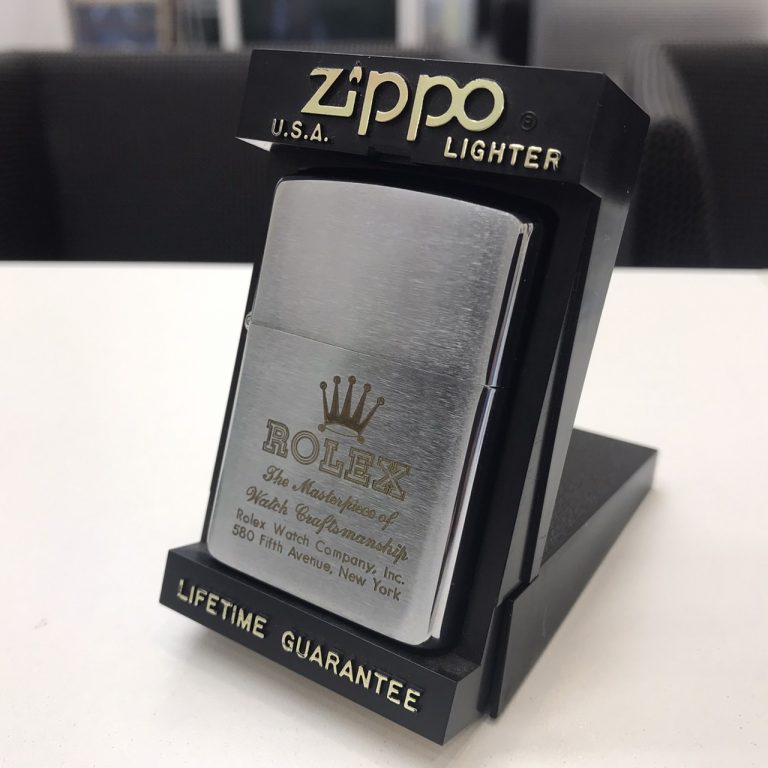 Zippo ®
U.S.A. LIGHTER
ROLEX
The Masterpiece of
Watch Craftsmanship
Rolex Watch Company, Inc.
580 Fifth Avenue, New York
LIFETIME GUARANTEE